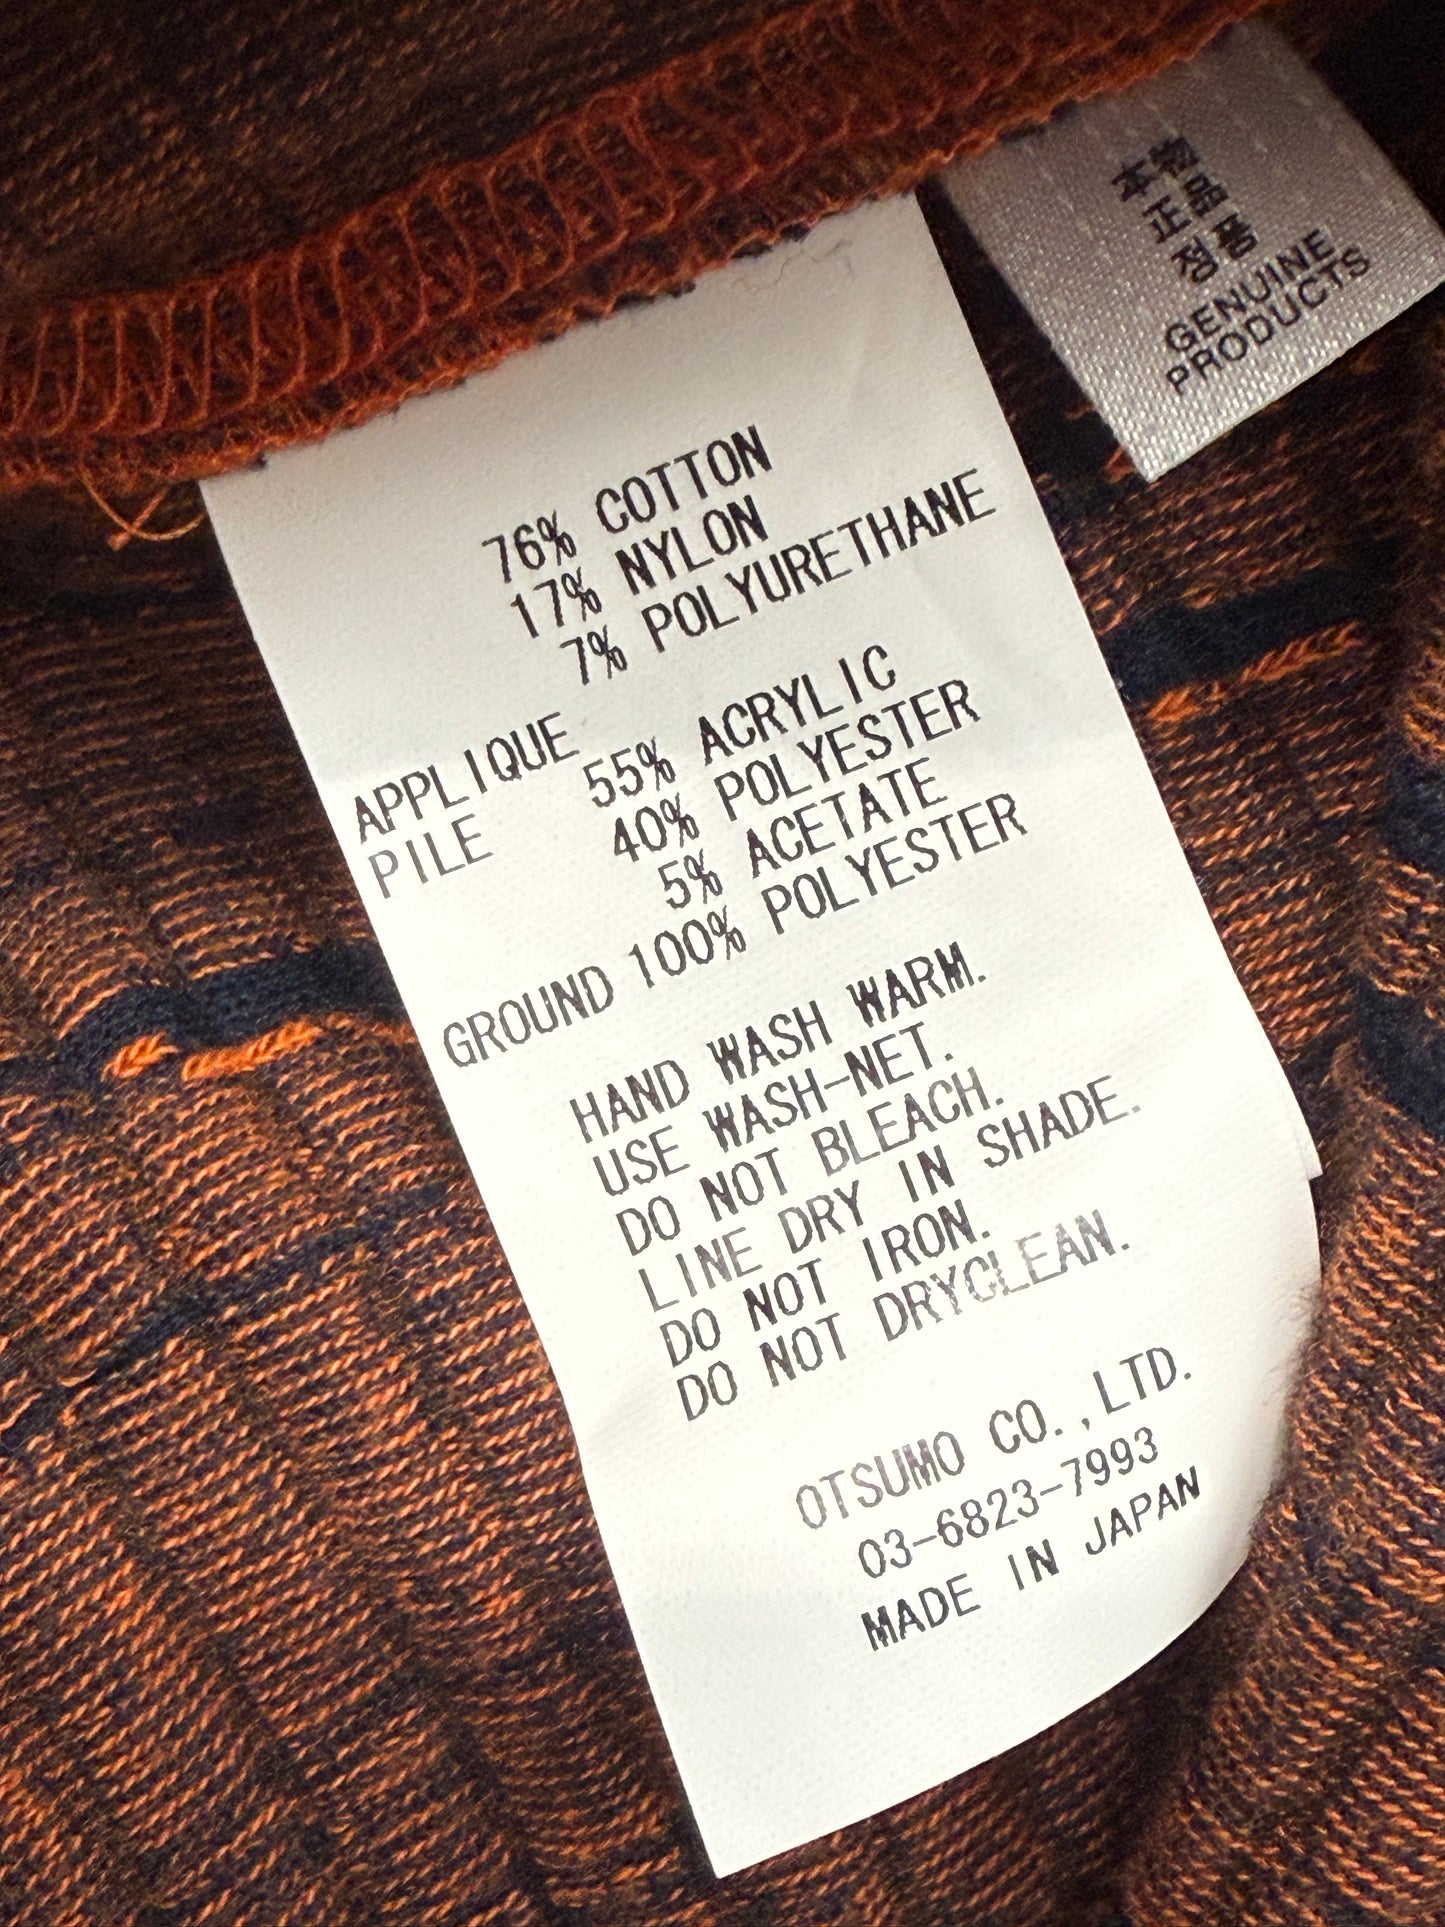 76% COTTON
17% NYLON
7% POLYURETHANE
APPLIQUE
PILE 55% ACRYLIC
40% POLYESTER
5% ACETATE
GROUND 100% POLYESTER
HAND WASH WARM.
USE WASH-NET.
DO NOT BLEACH.
LINE DRY IN SHADE.
DO NOT IRON.
DO NOT DRYCLEAN.
OTSUMO CO.,LTD.
03-6823-7993
MADE IN JAPAN
本物
正品
정품
GENUINE
PRODUCTS